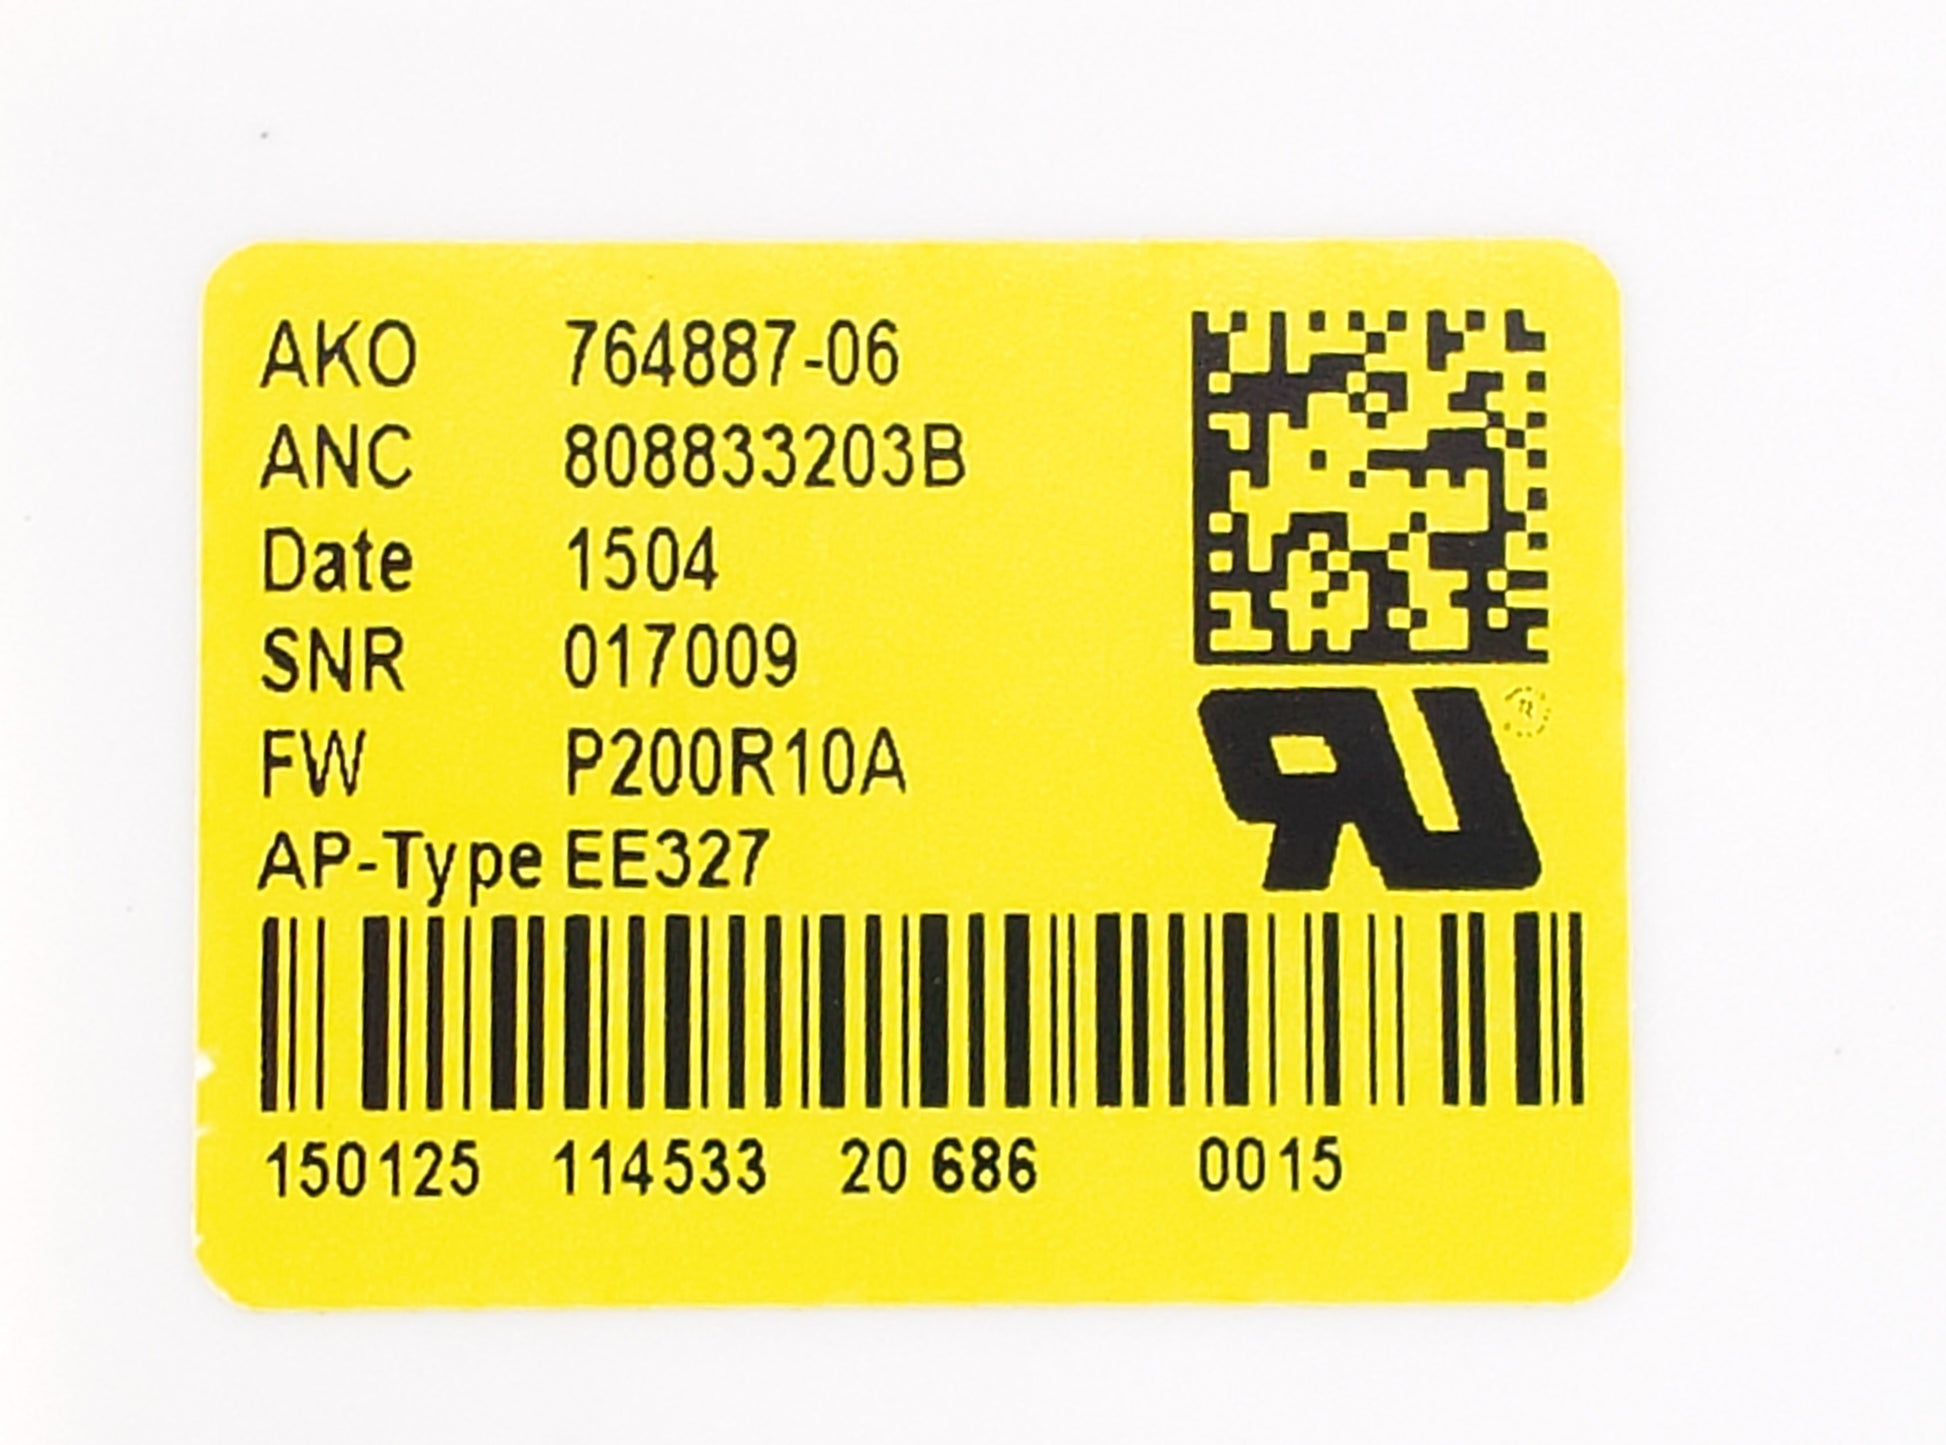 AKO 764887-06
ANC 808833203B
Date 1504
SNR 017009
FW P200R10A
AP-Type EE327
150125 114533 20 686 0015